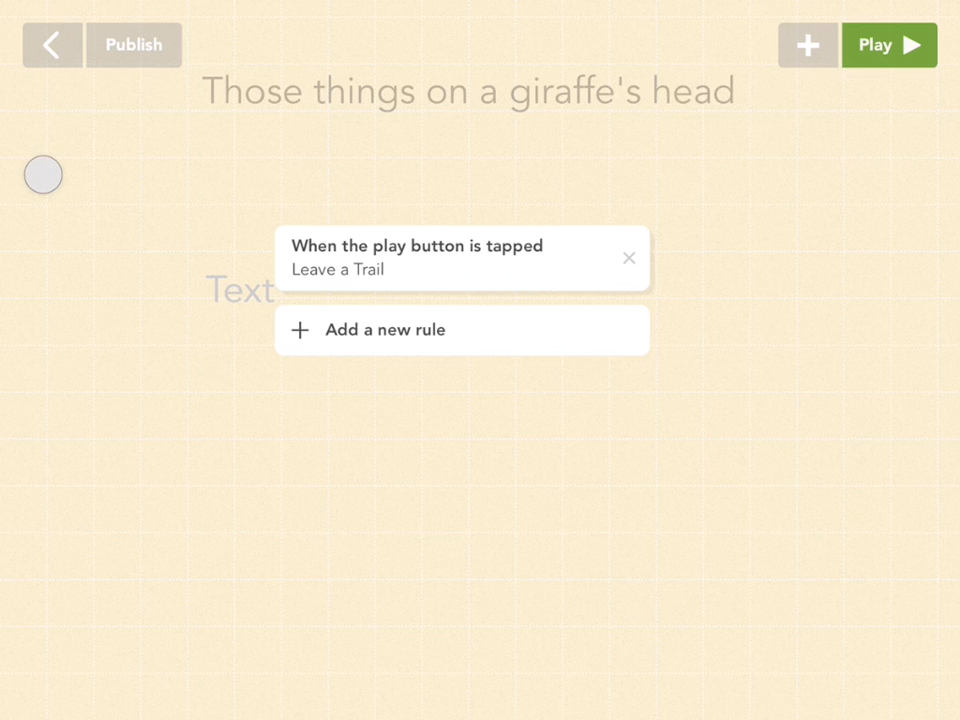 Publish
Play
Those things on a giraffe's head
When the play button is tapped
Leave a Trail
Text
Add a new rule